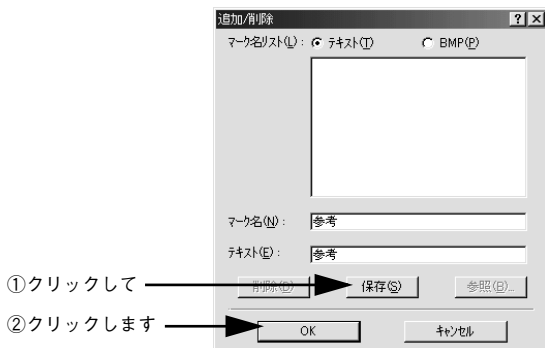 追加/削除
マーク名リスト(L): テキスト(T) BMP(P)
マーク名(N): 参考
テキスト(E): 参考
①クリックして 削除(D) 保存(S) 参照(B)...
②クリックします OK キャンセル